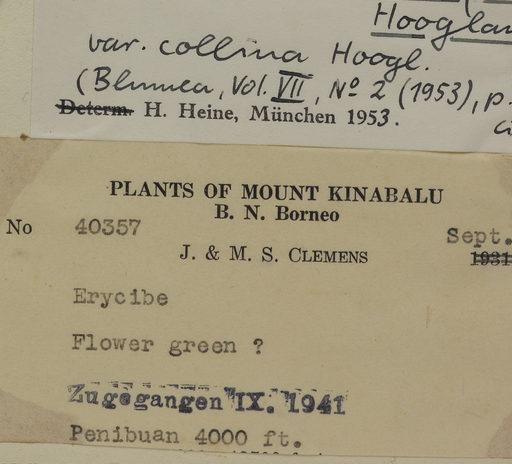 Hooglan
var. collina Hoogl.
(Blumea, Vol. VII, Nº 2 (1953), p.
Determ. H. Heine, München 1953.
PLANTS OF MOUNT KINABALU
B. N. Borneo
No 40357
Sept.
1931
J. & M. S. CLEMENS
Erycibe
Flower green ?
Zugegangen IX. 1941
Penibuan 4000 ft.